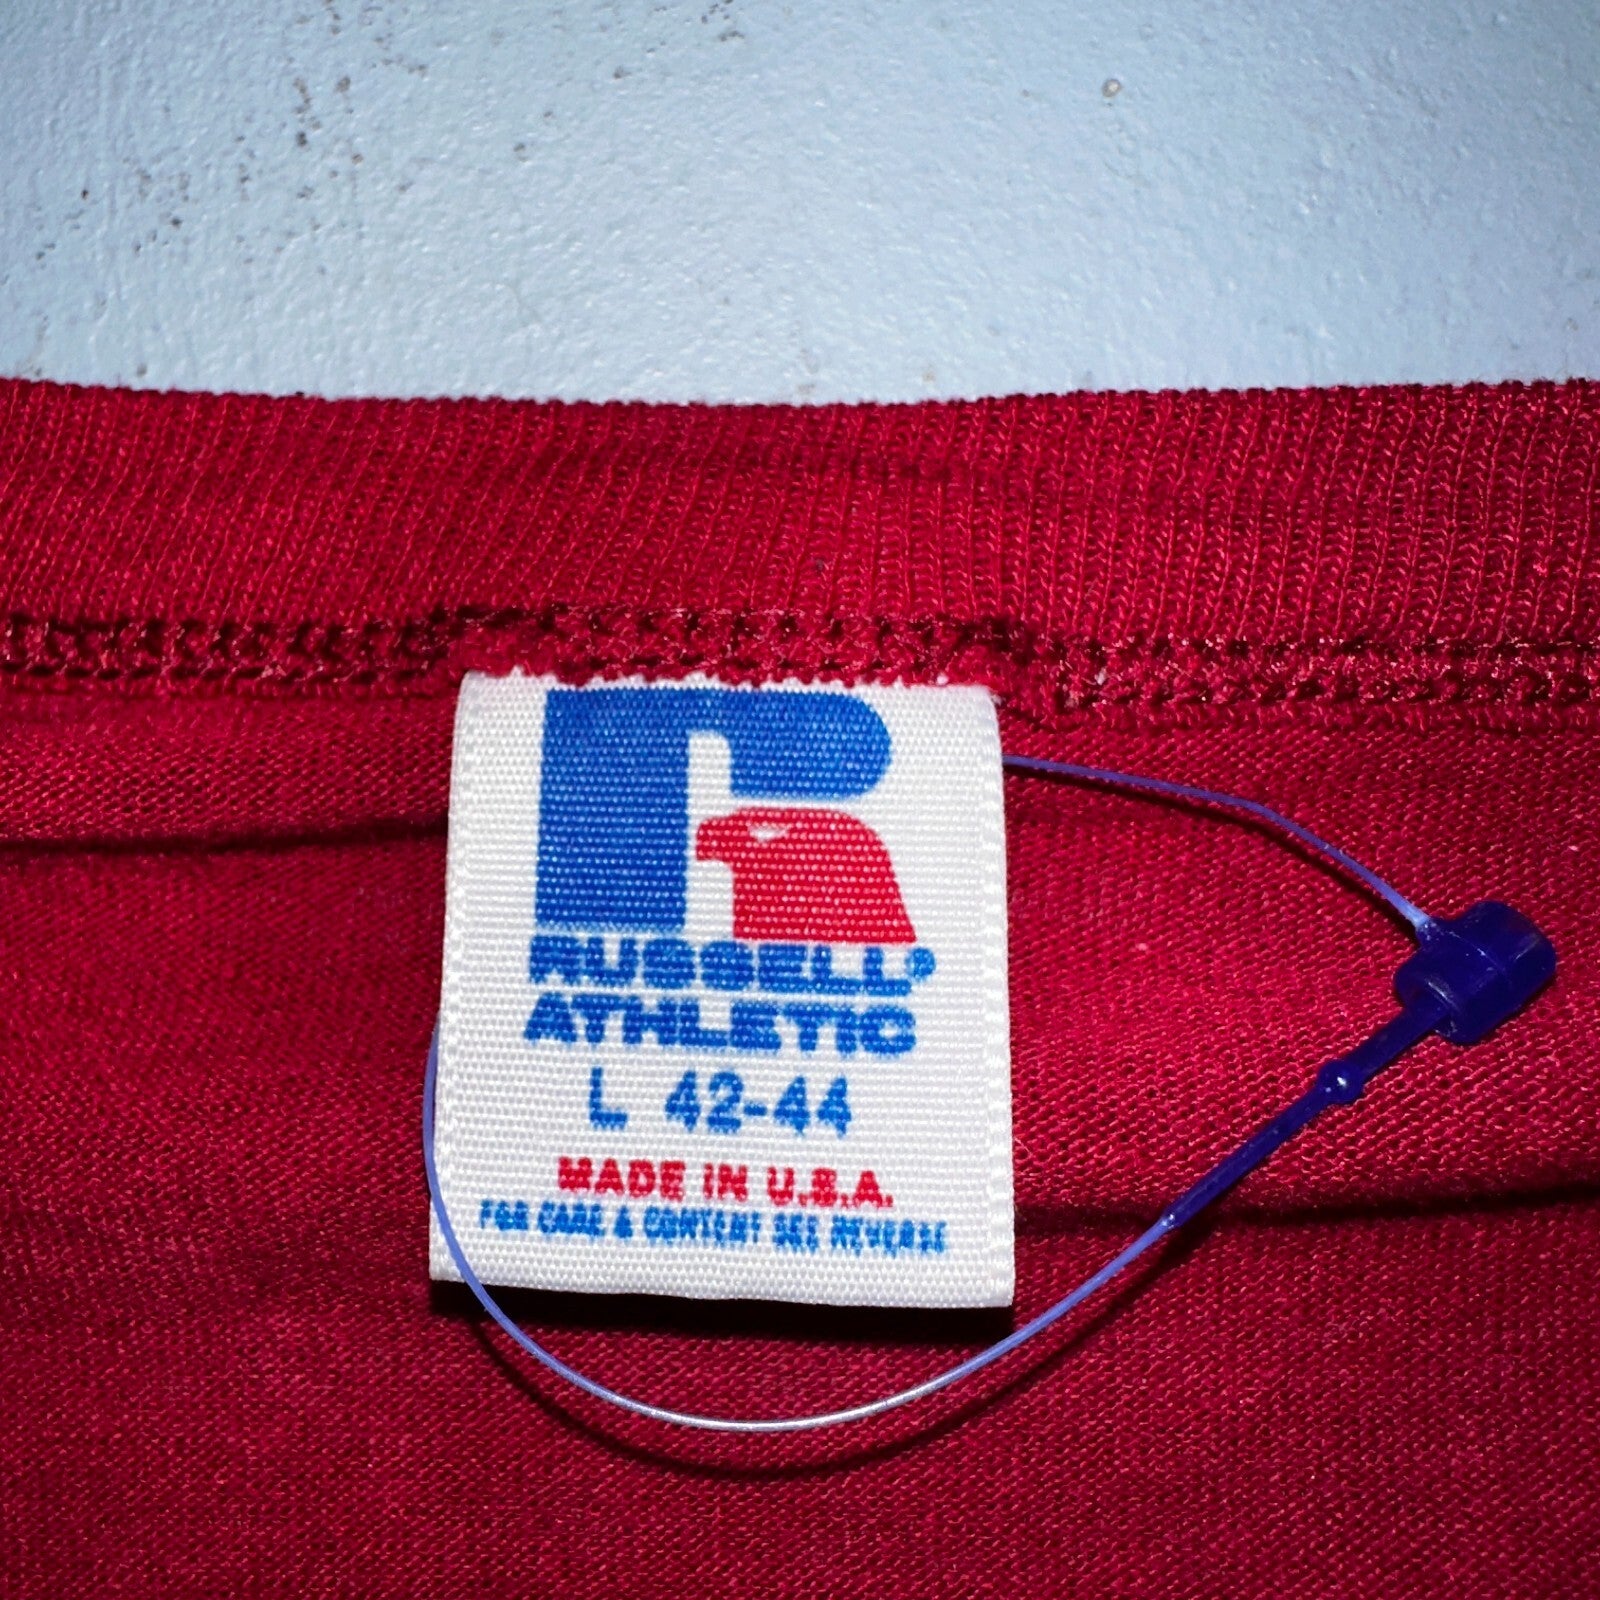 R
RUSSELL®
ATHLETIC
L 42-44
MADE IN U.S.A.
FOR CARE & CONTENT SEE REVERSE